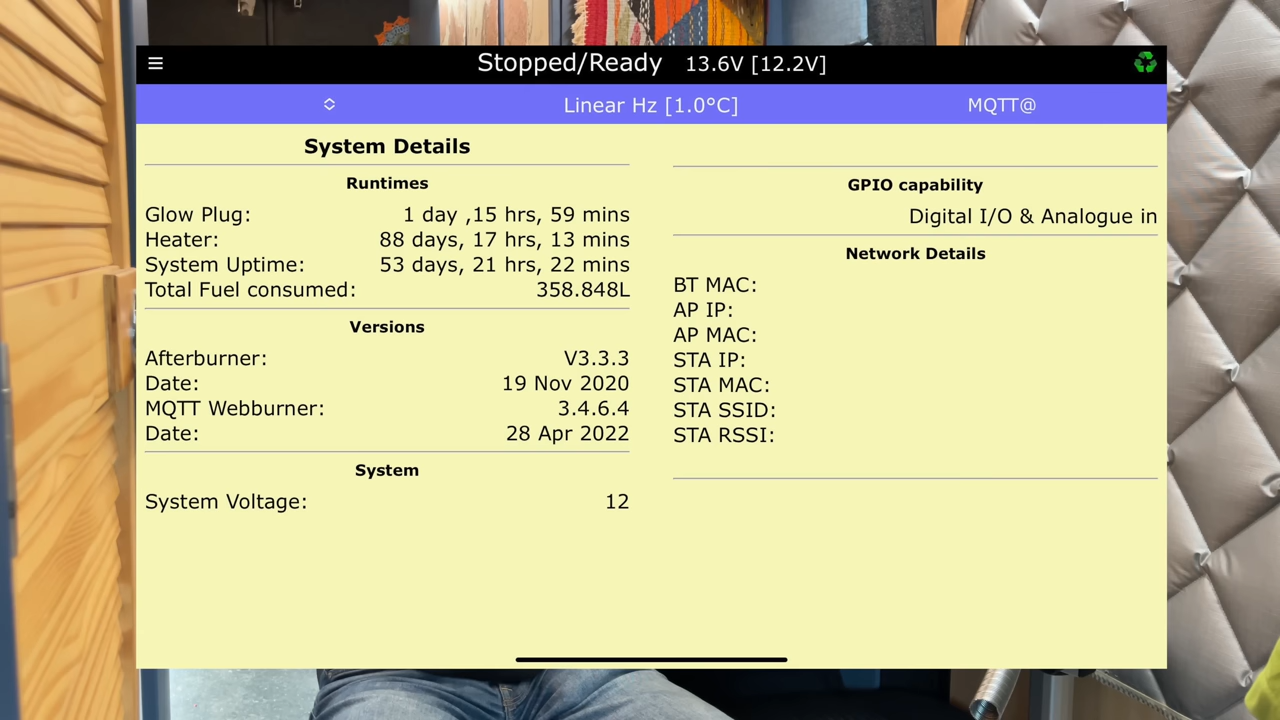 Stopped/Ready 13.6V [12.2V]
Linear Hz [1.0°C] MQTT@
System Details
Runtimes
Glow Plug: 1 day ,15 hrs, 59 mins
Heater: 88 days, 17 hrs, 13 mins
System Uptime: 53 days, 21 hrs, 22 mins
Total Fuel consumed: 358.848L
Versions
Afterburner: V3.3.3
Date: 19 Nov 2020
MQTT Webburner: 3.4.6.4
Date: 28 Apr 2022
System
System Voltage: 12
GPIO capability
Digital I/O & Analogue in
Network Details
BT MAC:
AP IP:
AP MAC:
STA IP:
STA MAC:
STA SSID:
STA RSSI: